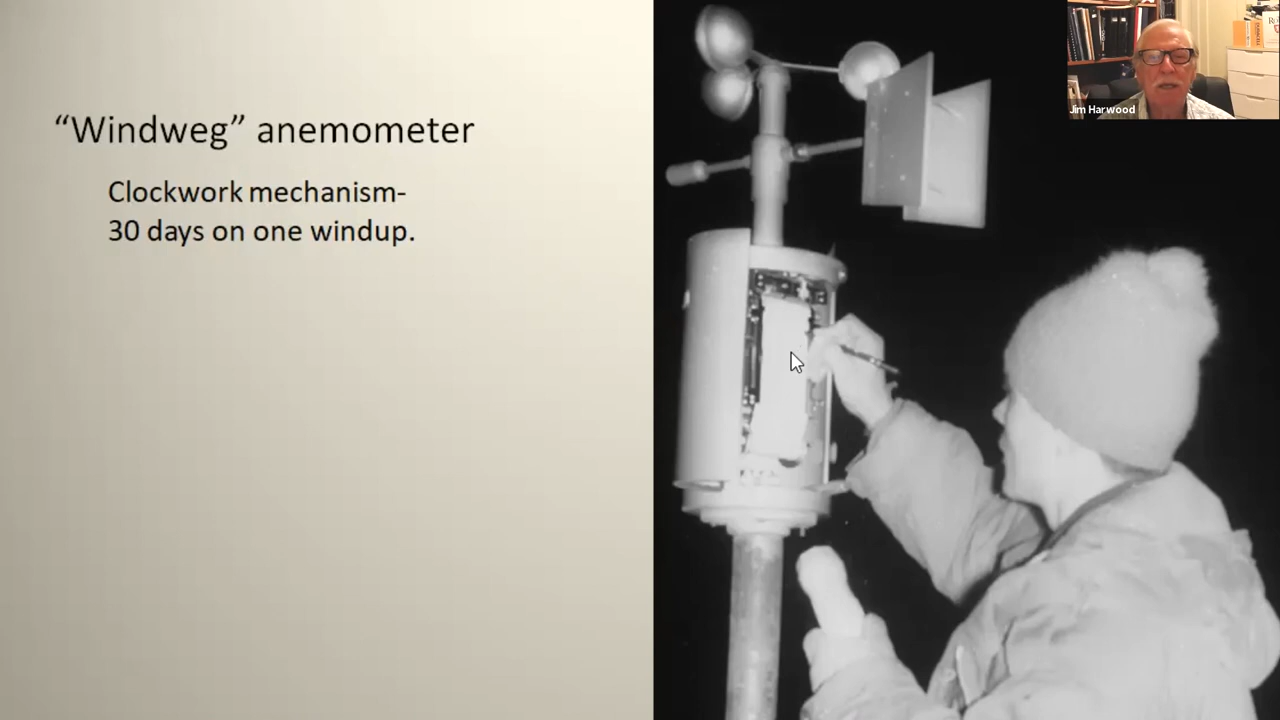 “Windweg” anemometer
Clockwork mechanism-
30 days on one windup.
Jim Harwood